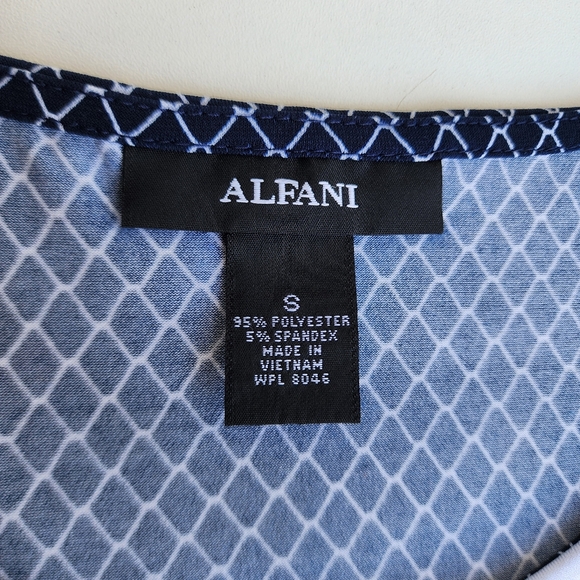 ALFANI
S
95% POLYESTER
5% SPANDEX
MADE IN
VIETNAM
WPL 8046